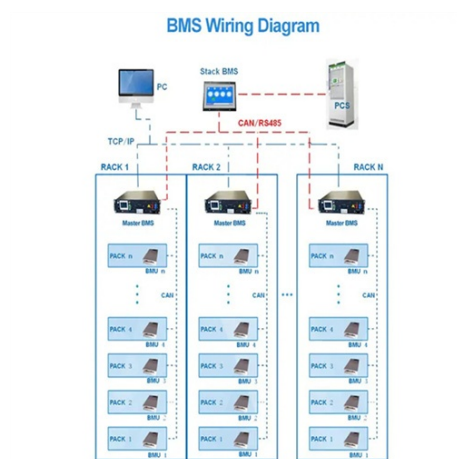 BMS Wiring Diagram
PC
Stack BMS
PCS
CAN/RS485
TCP/IP
RACK 1
RACK 2
RACK N
Master BMS
Master BMS
Master BMS
PACK n
BMU n
PACK n
BMU n
PACK n
BMU n
CAN
CAN
CAN
...
PACK 4
BMU 4
PACK 4
BMU 4
PACK 4
BMU 4
PACK 3
BMU 3
PACK 3
BMU 3
PACK 3
BMU 3
PACK 2
BMU 2
PACK 2
BMU 2
PACK 2
BMU 2
PACK 1
BMU 1
PACK 1
BMU 1
PACK 1
BMU 1